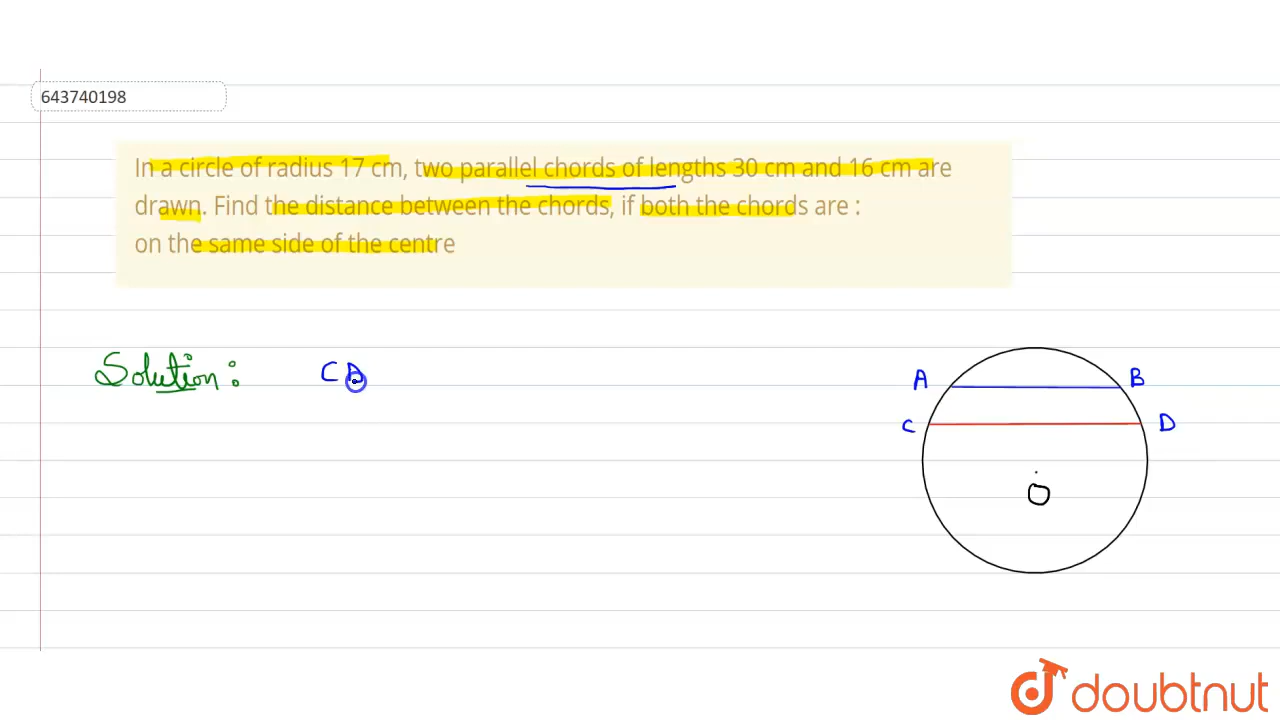 643740198
In a circle of radius 17 cm, two parallel chords of lengths 30 cm and 16 cm are
drawn. Find the distance between the chords, if both the chords are :
on the same side of the centre
Solution : CD
A B
C D
O
doubtnut